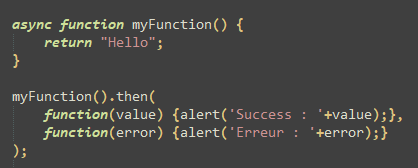 async function myFunction() {
    return "Hello";
}

myFunction().then(
    function(value) {alert('Success : '+value);},
    function(error) {alert('Erreur : '+error);}
);